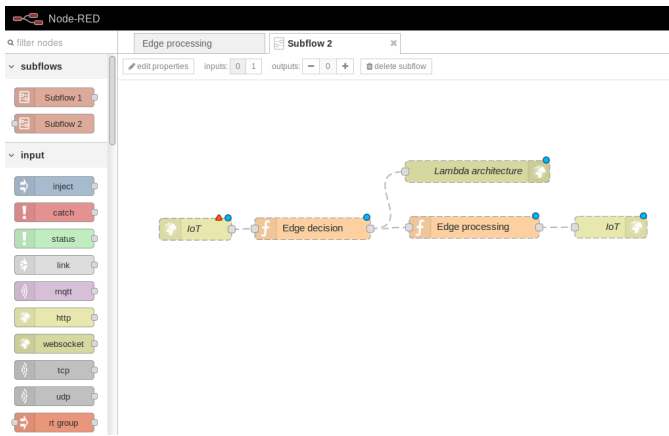 Node-RED
filter nodes
Edge processing
Subflow 2
×
edit properties
inputs: 0 1
outputs: − 0 +
delete subflow
subflows
Subflow 1
Subflow 2
input
inject
catch
status
link
mqtt
http
websocket
tcp
udp
rt group
Lambda architecture
IoT
Edge decision
Edge processing
IoT